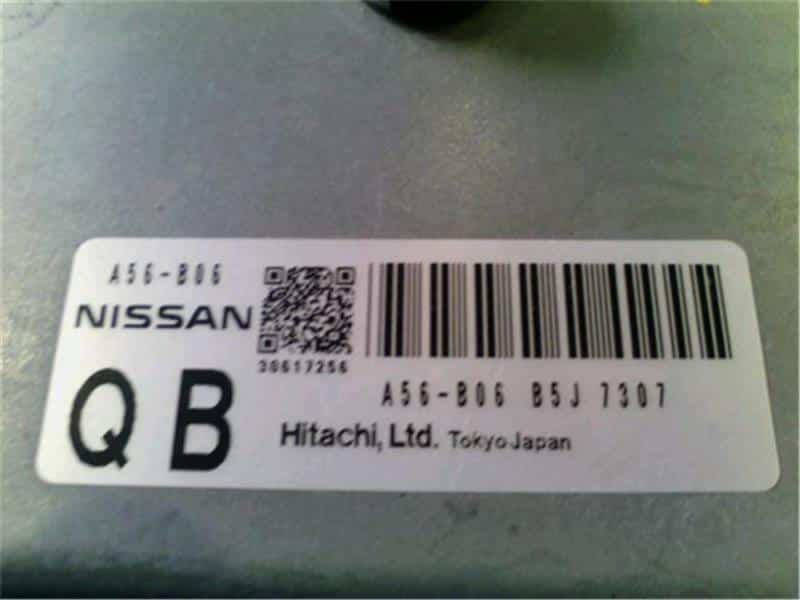 A56-B06
NISSAN
30617256
QB
A56-B06 B5J 7307
Hitachi, Ltd. Tokyo Japan